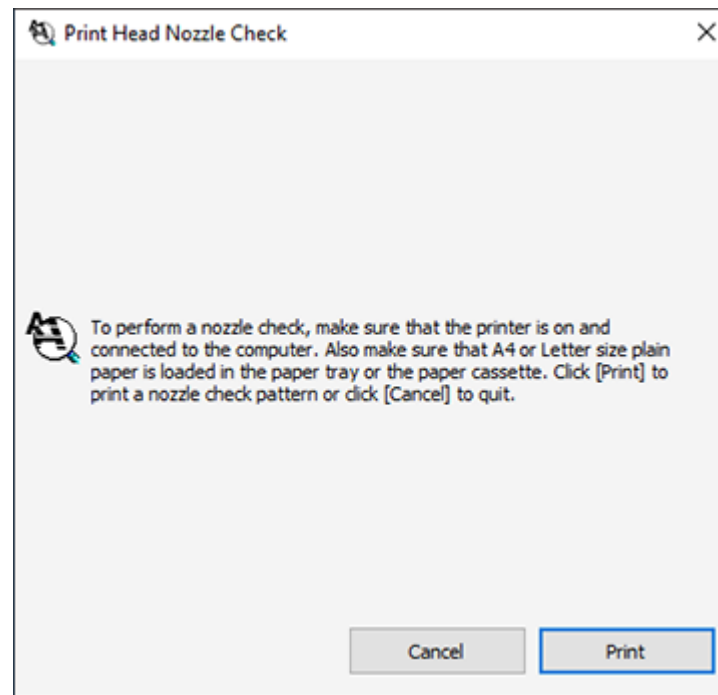 Print Head Nozzle Check
To perform a nozzle check, make sure that the printer is on and
connected to the computer. Also make sure that A4 or Letter size plain
paper is loaded in the paper tray or the paper cassette. Click [Print] to
print a nozzle check pattern or click [Cancel] to quit.
Cancel Print